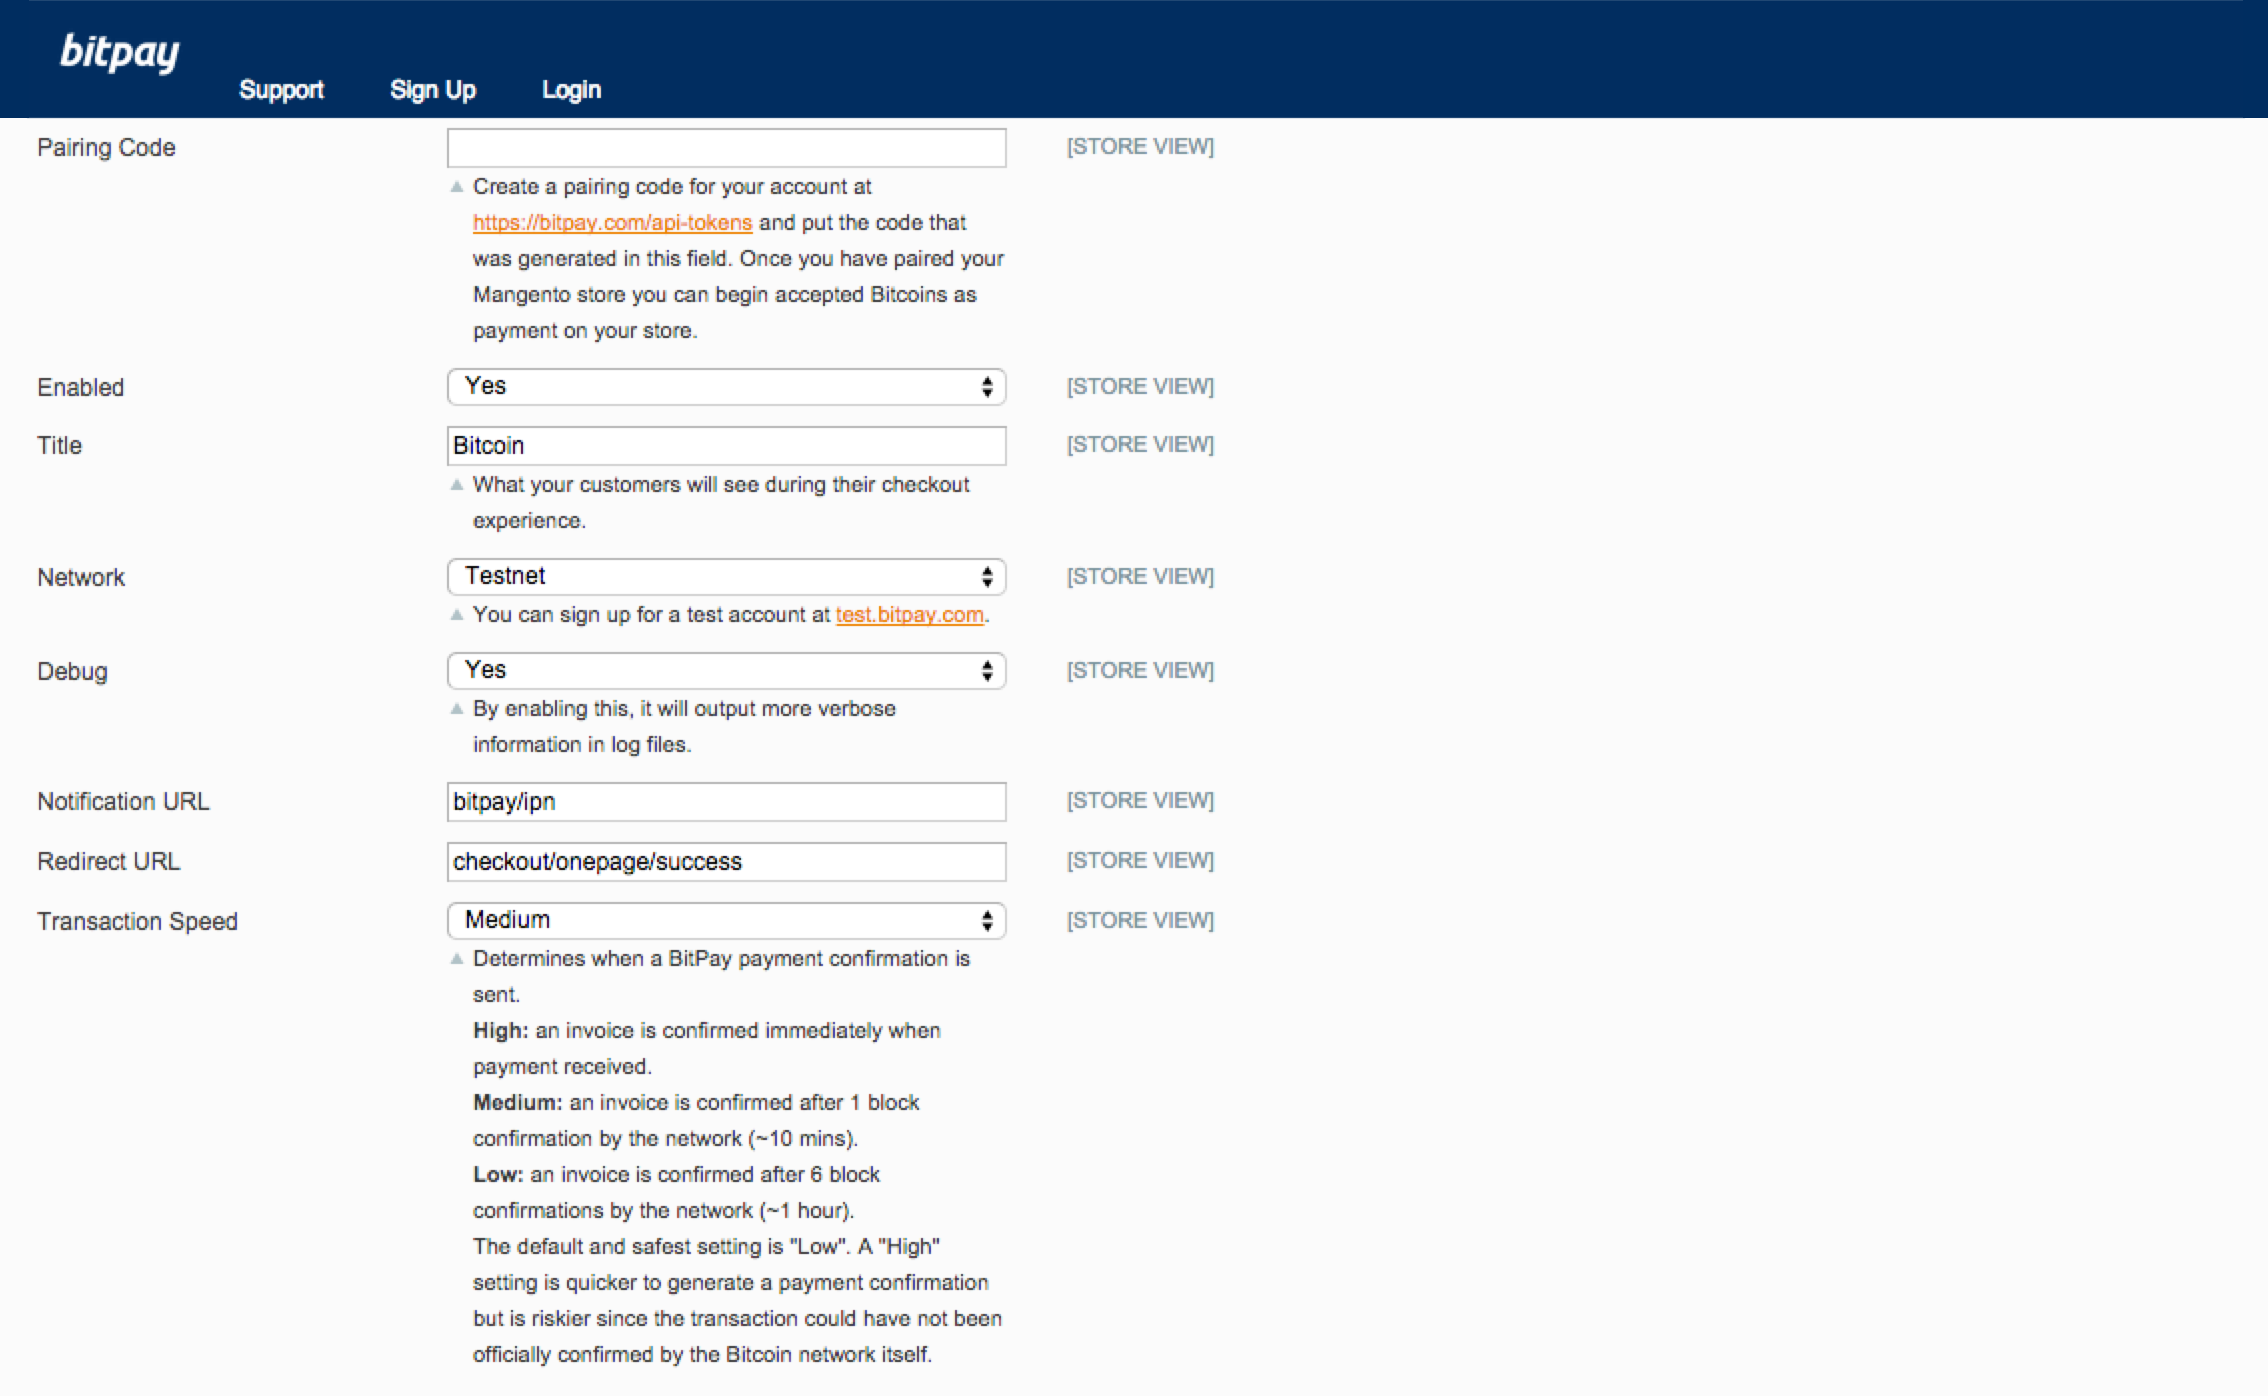 bitpay
Support Sign Up Login
Pairing Code [STORE VIEW]
Create a pairing code for your account at
https://bitpay.com/api-tokens and put the code that
was generated in this field. Once you have paired your
Mangento store you can begin accepted Bitcoins as
payment on your store.
Enabled Yes [STORE VIEW]
Title Bitcoin [STORE VIEW]
What your customers will see during their checkout
experience.
Network Testnet [STORE VIEW]
You can sign up for a test account at test.bitpay.com.
Debug Yes [STORE VIEW]
By enabling this, it will output more verbose
information in log files.
Notification URL bitpay/ipn [STORE VIEW]
Redirect URL checkout/onepage/success [STORE VIEW]
Transaction Speed Medium [STORE VIEW]
Determines when a BitPay payment confirmation is
sent.
High: an invoice is confirmed immediately when
payment received.
Medium: an invoice is confirmed after 1 block
confirmation by the network (~10 mins).
Low: an invoice is confirmed after 6 block
confirmations by the network (~1 hour).
The default and safest setting is "Low". A "High"
setting is quicker to generate a payment confirmation
but is riskier since the transaction could have not been
officially confirmed by the Bitcoin network itself.